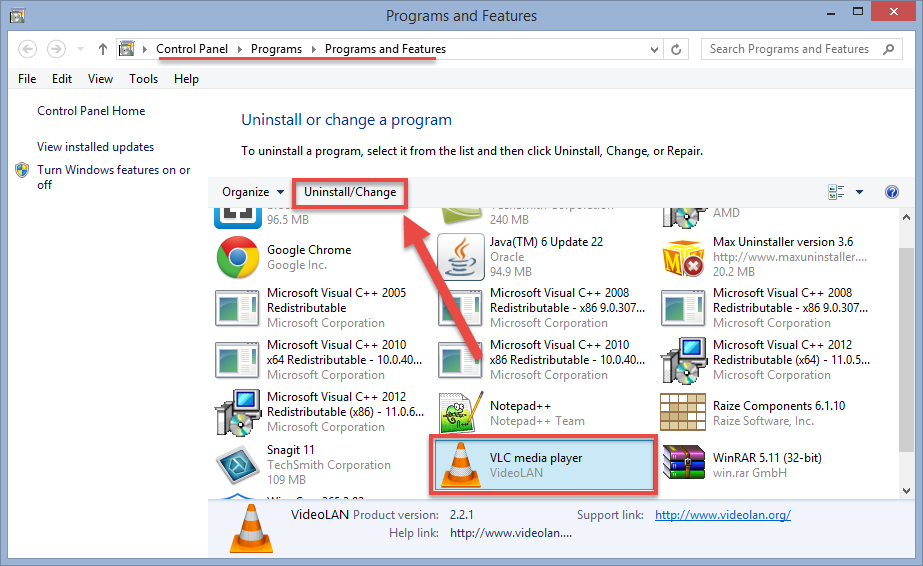 Programs and Features
Control Panel Programs Programs and Features
Search Programs and Features
File Edit View Tools Help
Control Panel Home
View installed updates
Turn Windows features on or
off
Uninstall or change a program
To uninstall a program, select it from the list and then click Uninstall, Change, or Repair.
Organize Uninstall/Change
96.5 MB
TechSmith Corporation
240 MB
AMD
Google Chrome
Google Inc.
Java(TM) 6 Update 22
Oracle
94.9 MB
Max Uninstaller version 3.6
http://www.maxuninstaller....
20.2 MB
Microsoft Visual C++ 2005
Redistributable
Microsoft Corporation
Microsoft Visual C++ 2008
Redistributable - x86 9.0.307...
Microsoft Corporation
Microsoft Visual C++ 2008
Redistributable - x86 9.0.307...
Microsoft Corporation
Microsoft Visual C++ 2010
x64 Redistributable - 10.0.40...
Microsoft Corporation
Microsoft Visual C++ 2010
x86 Redistributable - 10.0.40...
Microsoft Corporation
Microsoft Visual C++ 2012
Redistributable (x64) - 11.0.5...
Microsoft Corporation
Microsoft Visual C++ 2012
Redistributable (x86) - 11.0.6...
Microsoft Corporation
Notepad++
Notepad++ Team
Raize Components 6.1.10
Raize Software, Inc.
Snagit 11
TechSmith Corporation
109 MB
VLC media player
VideoLAN
WinRAR 5.11 (32-bit)
win.rar GmbH
VideoLAN Product version: 2.2.1 Support link: http://www.videolan.org/
Help link: http://www.videolan....